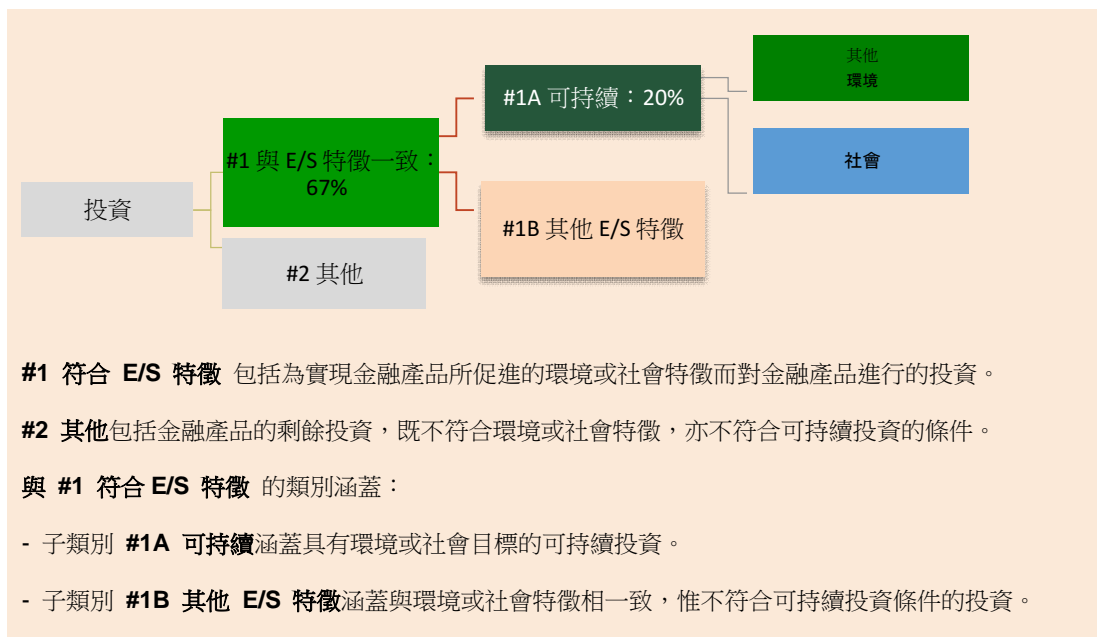 其他
環境
#1A 可持續：20%
#1 與 E/S 特徵一致：
67%
社會
投資
#1B 其他 E/S 特徵
#2 其他
#1 符合 E/S 特徵 包括為實現金融產品所促進的環境或社會特徵而對金融產品進行的投資。
#2 其他包括金融產品的剩餘投資，既不符合環境或社會特徵，亦不符合可持續投資的條件。
與 #1 符合 E/S 特徵 的類別涵蓋：
- 子類別 #1A 可持續涵蓋具有環境或社會目標的可持續投資。
- 子類別 #1B 其他 E/S 特徵涵蓋與環境或社會特徵相一致，惟不符合可持續投資條件的投資。